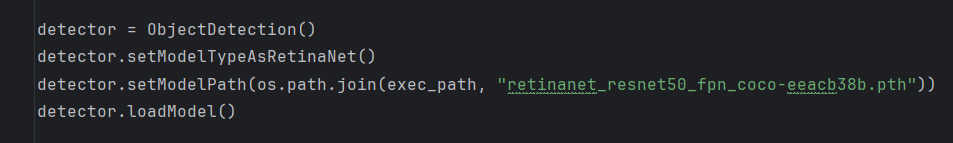 detector = ObjectDetection()
detector.setModelTypeAsRetinaNet()
detector.setModelPath(os.path.join(exec_path, "retinanet_resnet50_fpn_coco-eeacb38b.pth"))
detector.loadModel()